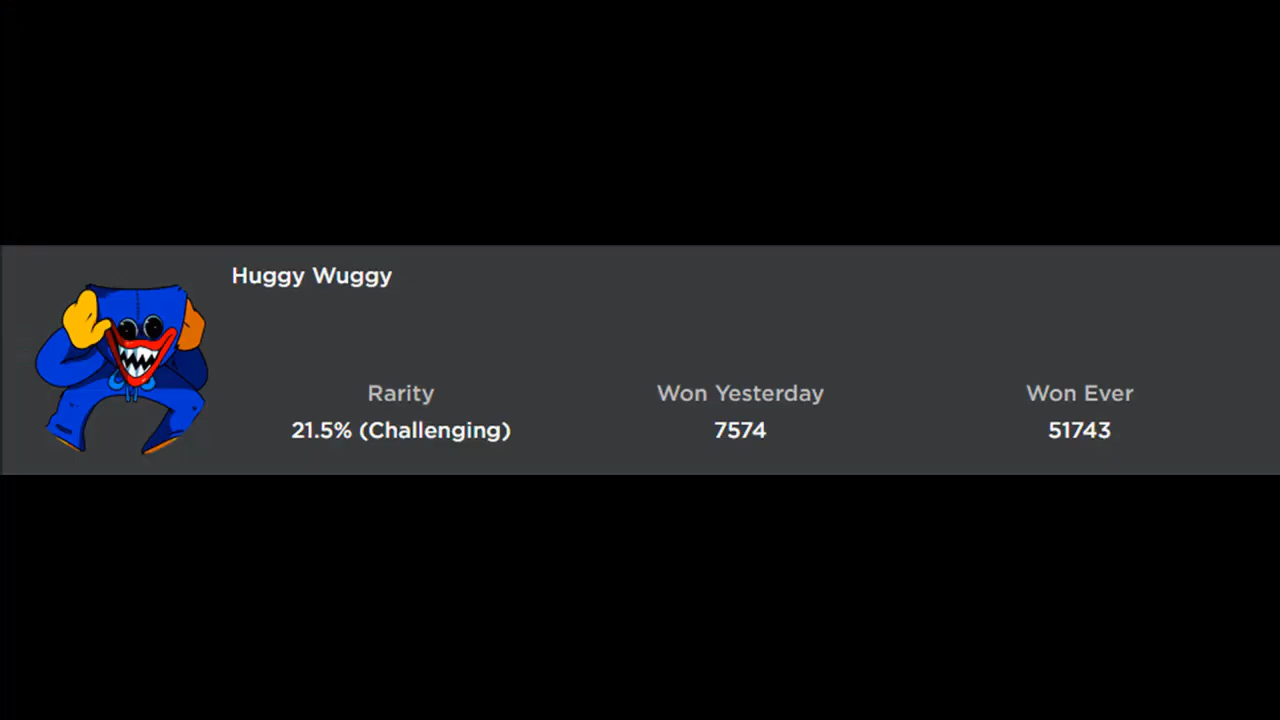 Huggy Wuggy
Rarity Won Yesterday Won Ever
21.5% (Challenging) 7574 51743